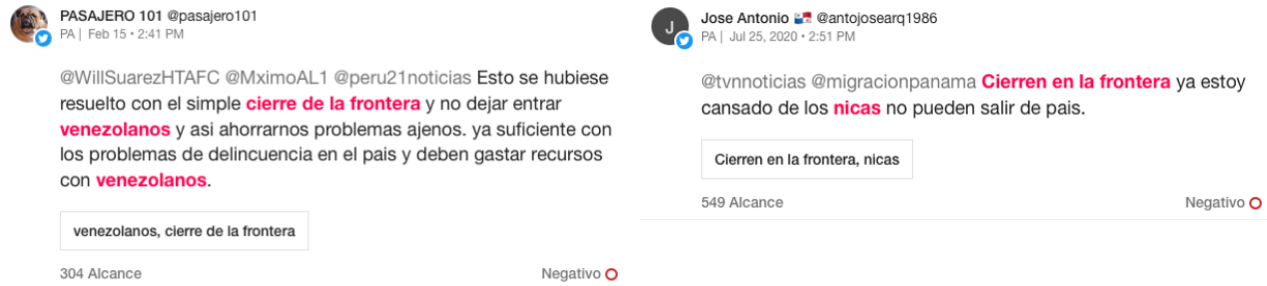 PASAJERO 101 @pasajero101
PA | Feb 15 • 2:41 PM
@WillSuarezHTAFC @MximoAL1 @peru21noticias Esto se hubiese
resuelto con el simple cierre de la frontera y no dejar entrar
venezolanos y asi ahorrarnos problemas ajenos. ya suficiente con
los problemas de delincuencia en el pais y deben gastar recursos
con venezolanos.
venezolanos, cierre de la frontera
304 Alcance
Negativo
J
Jose Antonio 🇵🇦 @antojosearq1986
PA | Jul 25, 2020 • 2:51 PM
@tvnnoticias @migracionpanama Cierren en la frontera ya estoy
cansado de los nicas no pueden salir de pais.
Cierren en la frontera, nicas
549 Alcance
Negativo